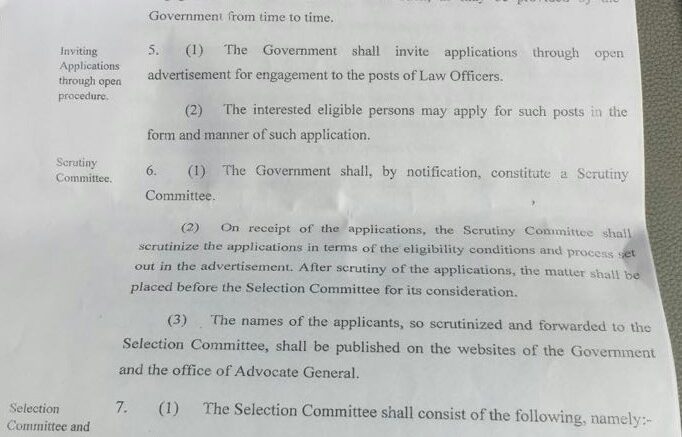 Government from time to time.
Inviting
Applications
through open
procedure.
5. (1) The Government shall invite applications through open
advertisement for engagement to the posts of Law Officers.
(2) The interested eligible persons may apply for such posts in the
form and manner of such application.
Scrutiny
Committee.
6. (1) The Government shall, by notification, constitute a Scrutiny
Committee.
(2) On receipt of the applications, the Scrutiny Committee shall
scrutinize the applications in terms of the eligibility conditions and process set
out in the advertisement. After scrutiny of the applications, the matter shall be
placed before the Selection Committee for its consideration.
(3) The names of the applicants, so scrutinized and forwarded to the
Selection Committee, shall be published on the websites of the Government
and the office of Advocate General.
Selection
Committee and
7. (1) The Selection Committee shall consist of the following, namely:-